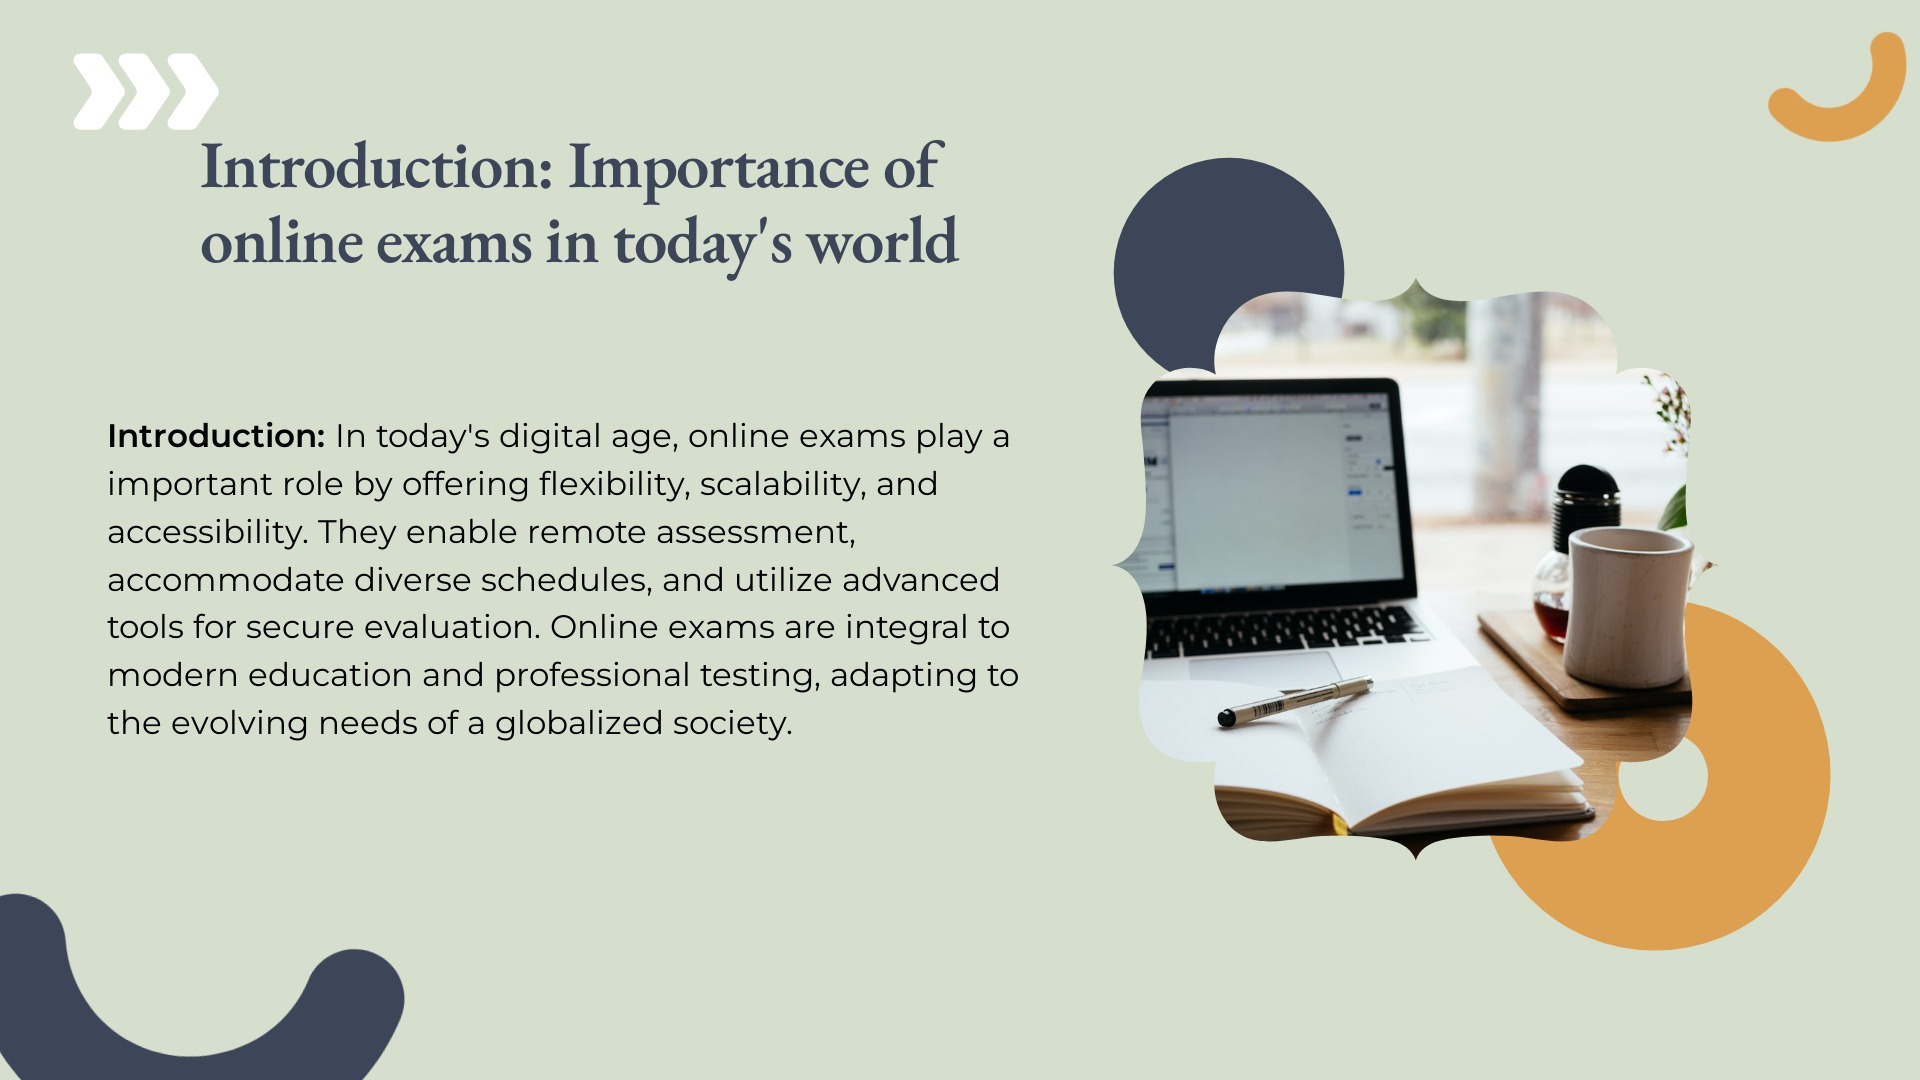 Introduction: Importance of
online exams in today's world
Introduction: In today's digital age, online exams play a
important role by offering flexibility, scalability, and
accessibility. They enable remote assessment,
accommodate diverse schedules, and utilize advanced
tools for secure evaluation. Online exams are integral to
modern education and professional testing, adapting to
the evolving needs of a globalized society.